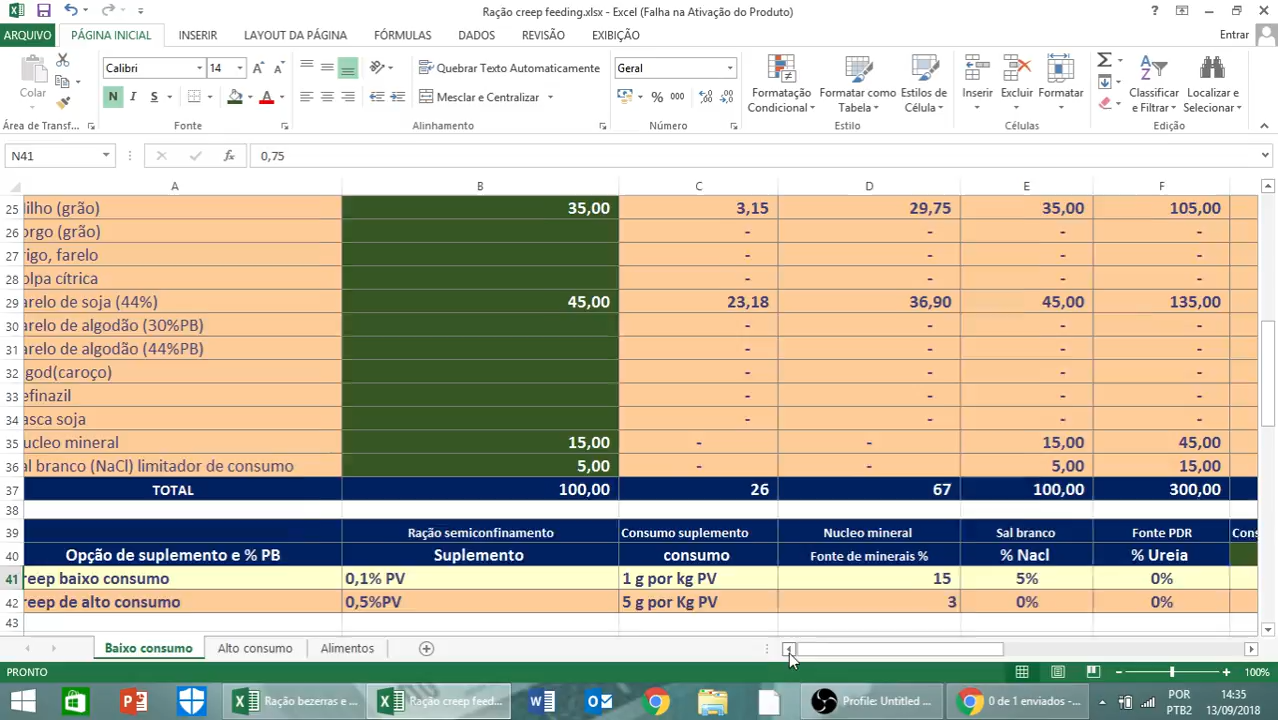 Ração creep feeding.xlsx - Excel (Falha na Ativação do Produto)
ARQUIVO PÁGINA INICIAL INSERIR LAYOUT DA PÁGINA FÓRMULAS DADOS REVISÃO EXIBIÇÃO Entrar
Colar
Calibri 14
N I S
Quebrar Texto Automaticamente
Mesclar e Centralizar
Geral
% 000
Formatação Condicional
Formatar como Tabela
Estilos de Célula
Inserir
Excluir
Formatar
Classificar e Filtrar
Localizar e Selecionar
Área de Transf... Fonte Alinhamento Número Estilo Células Edição
N41 fx 0,75
A B C D E F
25 ilho (grão) 35,00 3,15 29,75 35,00 105,00
26 orgo (grão) - - - -
27 rigo, farelo - - - -
28 olpa cítrica - - - -
29 arelo de soja (44%) 45,00 23,18 36,90 45,00 135,00
30 arelo de algodão (30%PB) - - - -
31 arelo de algodão (44%PB) - - - -
32 lgod(caroço) - - - -
33 efinazil - - - -
34 asca soja - - - -
35 ucleo mineral 15,00 - - 15,00 45,00
36 al branco (NaCl) limitador de consumo 5,00 - - 5,00 15,00
37 TOTAL 100,00 26 67 100,00 300,00
38
39 Ração semiconfinamento Consumo suplemento Nucleo mineral Sal branco Fonte PDR Cons
40 Opção de suplemento e % PB Suplemento consumo Fonte de minerais % % Nacl % Ureia
41 reep baixo consumo 0,1% PV 1 g por kg PV 15 5% 0%
42 reep de alto consumo 0,5%PV 5 g por Kg PV 3 0% 0%
43
Baixo consumo Alto consumo Alimentos
PRONTO 100%
Ração bezerras e ... Ração creep feed... Profile: Untitled ... 0 de 1 enviados -... POR 14:35
PTB2 13/09/2018